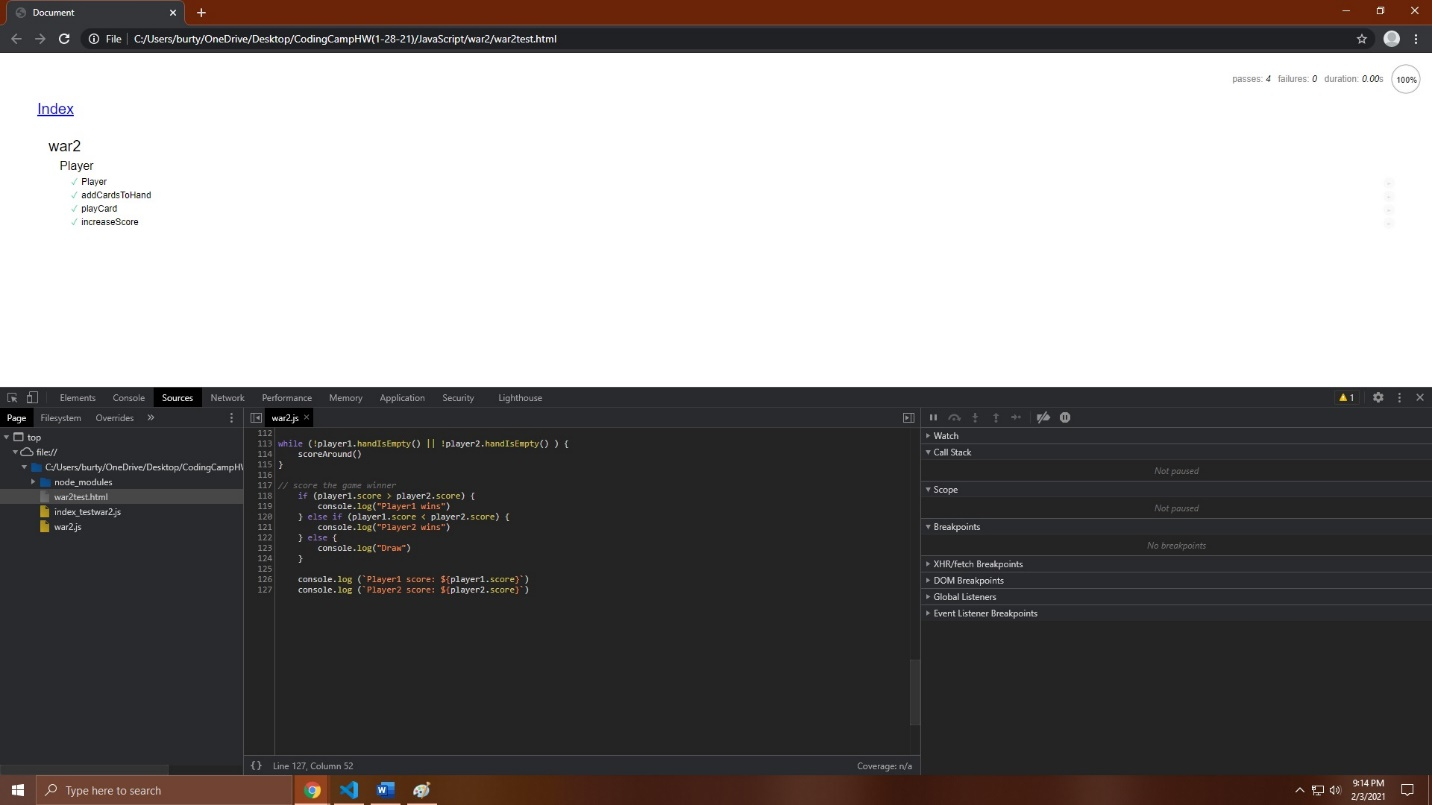 Document
File
C:/Users/burty/OneDrive/Desktop/CodingCampHW(1-28-21)/JavaScript/war2/war2test.html
passes: 4 failures: 0 duration: 0.00s 100%
Index
war2
Player
✓ Player
✓ addCardsToHand
✓ playCard
✓ increaseScore
Elements Console Sources Network Performance Memory Application Security Lighthouse 1
Page Filesystem Overrides »
war2.js ×
top
file://
C:/Users/burty/OneDrive/Desktop/CodingCampHW
node_modules
war2test.html
index_testwar2.js
war2.js
112
113 while (!player1.handIsEmpty() || !player2.handIsEmpty() ) {
114 scoreAround()
115 }
116
117 // score the game winner
118 if (player1.score > player2.score) {
119 console.log("Player1 wins")
120 } else if (player1.score < player2.score) {
121 console.log("Player2 wins")
122 } else {
123 console.log("Draw")
124 }
125
126 console.log (`Player1 score: ${player1.score}`)
127 console.log (`Player2 score: ${player2.score}`)
{} Line 127, Column 52
Coverage: n/a
Watch
Call Stack
Not paused
Scope
Not paused
Breakpoints
No breakpoints
XHR/fetch Breakpoints
DOM Breakpoints
Global Listeners
Event Listener Breakpoints
Type here to search
9:14 PM
2/3/2021